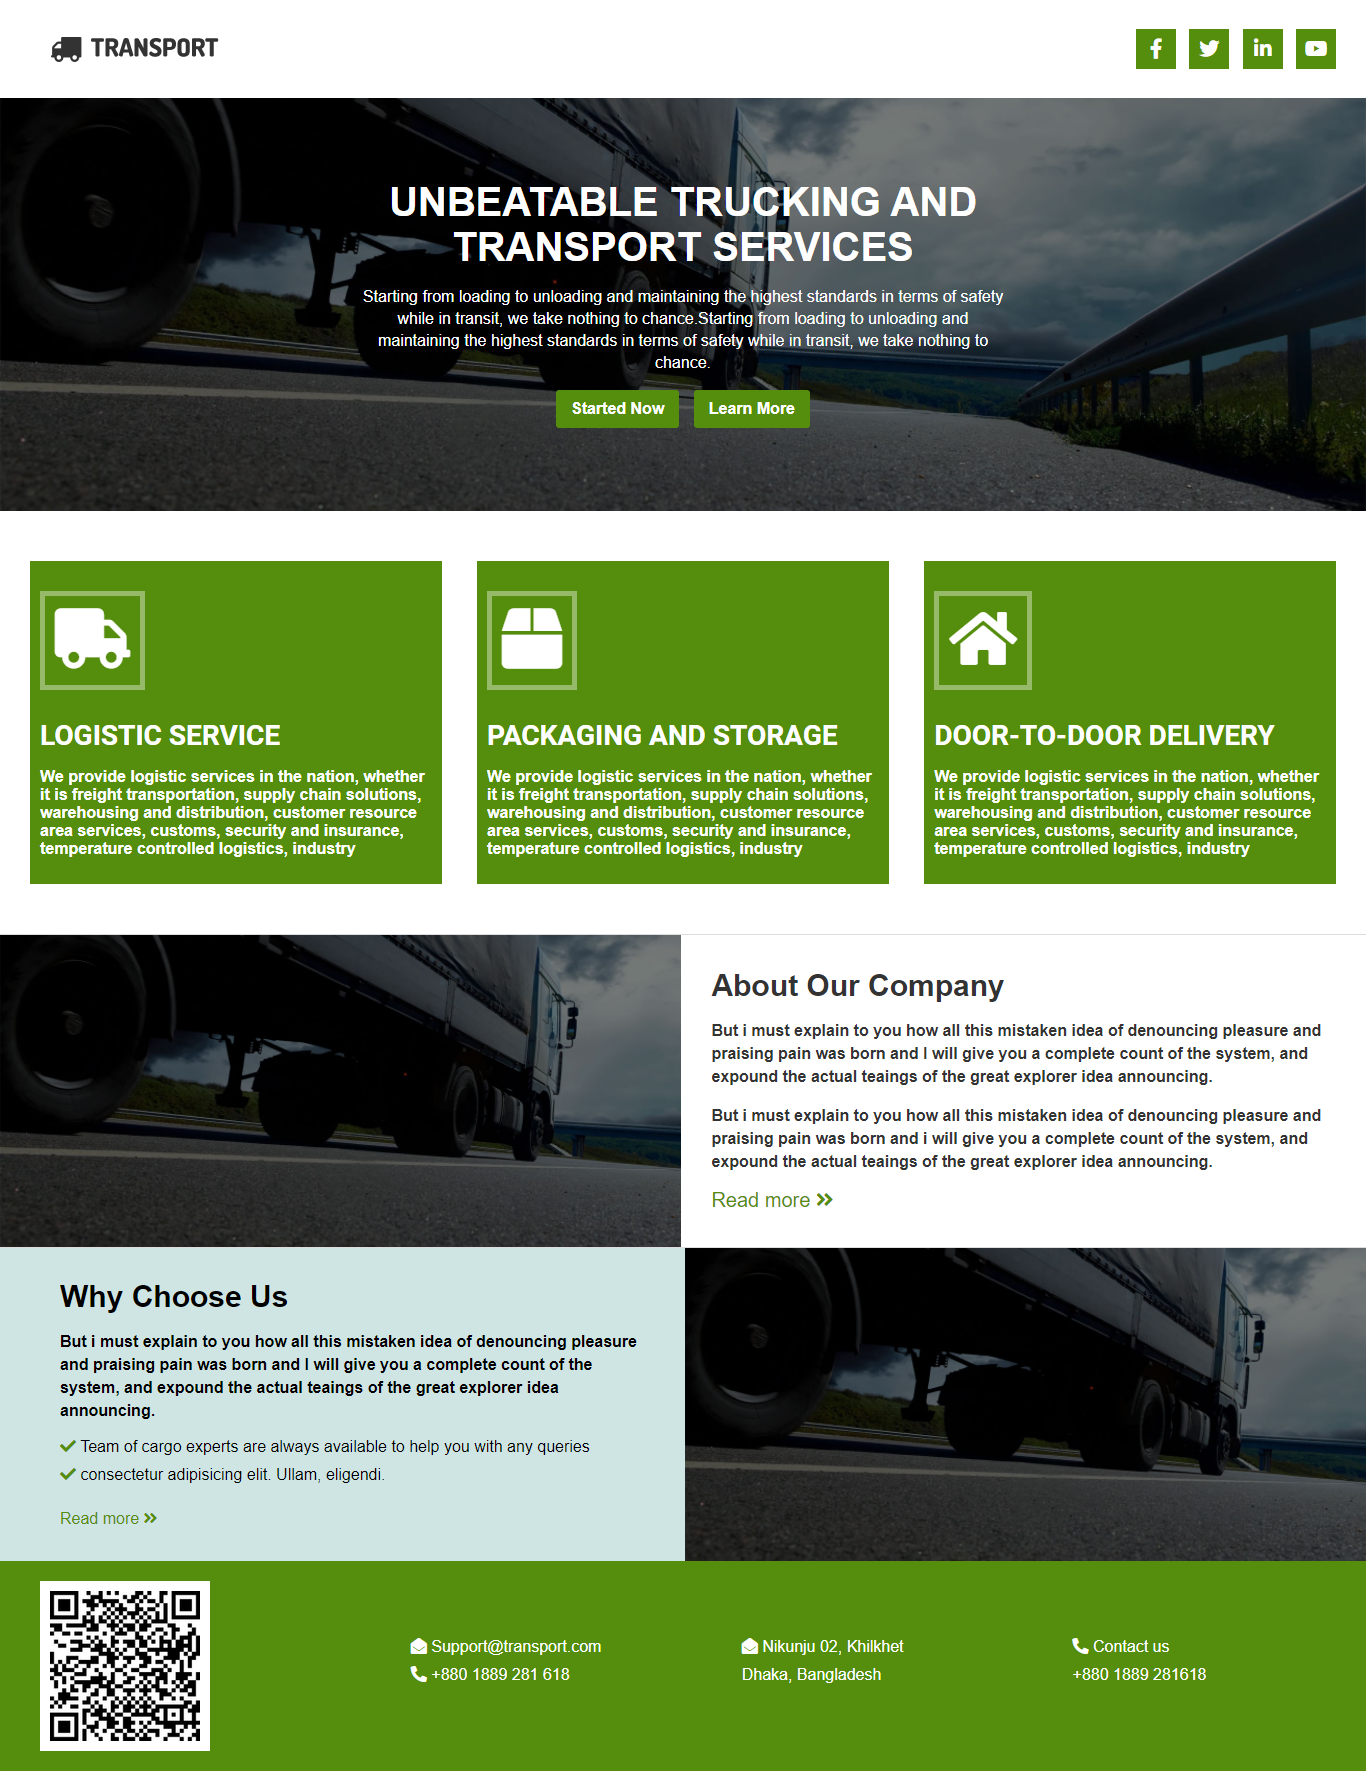 TRANSPORT
UNBEATABLE TRUCKING AND
TRANSPORT SERVICES
Starting from loading to unloading and maintaining the highest standards in terms of safety
while in transit, we take nothing to chance.Starting from loading to unloading and
maintaining the highest standards in terms of safety while in transit, we take nothing to
chance.
Started Now
Learn More
LOGISTIC SERVICE
We provide logistic services in the nation, whether
it is freight transportation, supply chain solutions,
warehousing and distribution, customer resource
area services, customs, security and insurance,
temperature controlled logistics, industry
PACKAGING AND STORAGE
We provide logistic services in the nation, whether
it is freight transportation, supply chain solutions,
warehousing and distribution, customer resource
area services, customs, security and insurance,
temperature controlled logistics, industry
DOOR-TO-DOOR DELIVERY
We provide logistic services in the nation, whether
it is freight transportation, supply chain solutions,
warehousing and distribution, customer resource
area services, customs, security and insurance,
temperature controlled logistics, industry
About Our Company
But i must explain to you how all this mistaken idea of denouncing pleasure and
praising pain was born and I will give you a complete count of the system, and
expound the actual teaings of the great explorer idea announcing.
But i must explain to you how all this mistaken idea of denouncing pleasure and
praising pain was born and i will give you a complete count of the system, and
expound the actual teaings of the great explorer idea announcing.
Read more
Why Choose Us
But i must explain to you how all this mistaken idea of denouncing pleasure
and praising pain was born and I will give you a complete count of the
system, and expound the actual teaings of the great explorer idea
announcing.
Team of cargo experts are always available to help you with any queries
consectetur adipisicing elit. Ullam, eligendi.
Read more
Support@transport.com
+880 1889 281 618
Nikunju 02, Khilkhet
Dhaka, Bangladesh
Contact us
+880 1889 281618